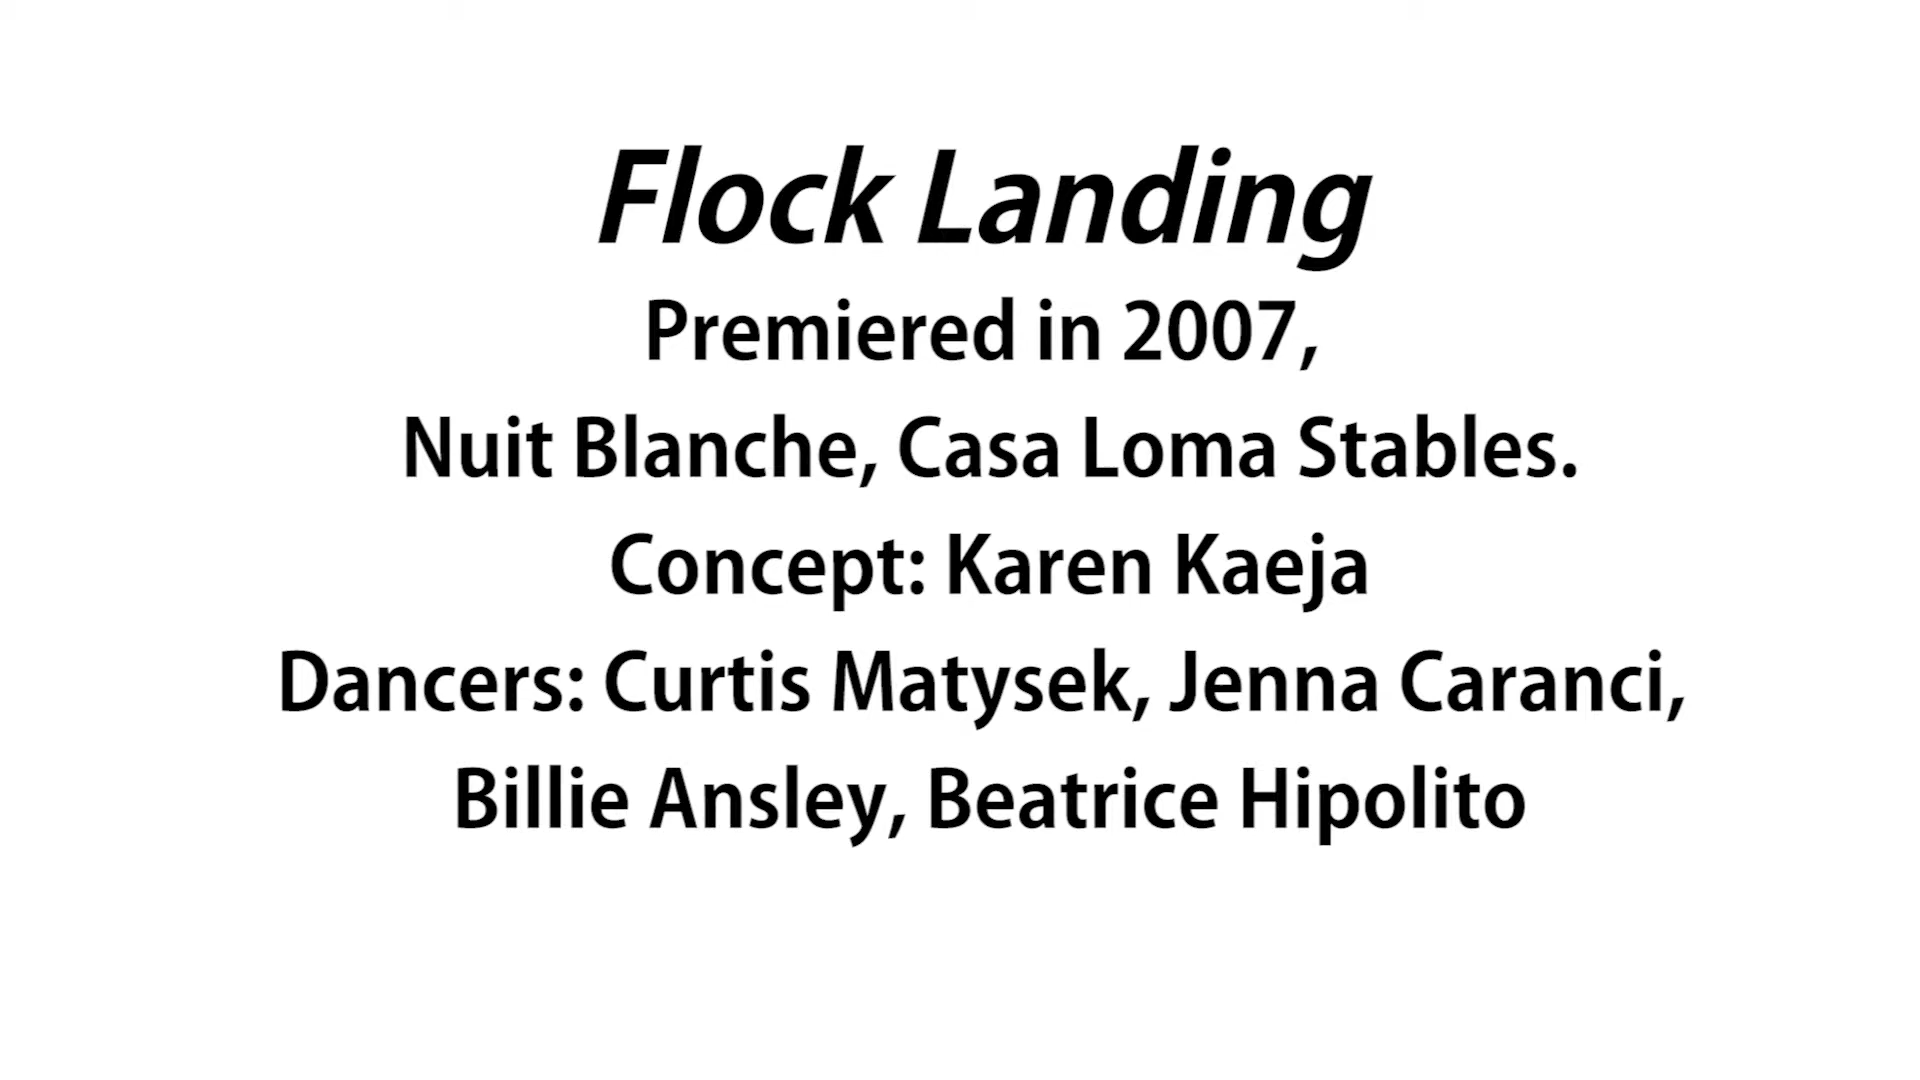 Flock Landing
Premiered in 2007,
Nuit Blanche, Casa Loma Stables.
Concept: Karen Kaeja
Dancers: Curtis Matysek, Jenna Caranci,
Billie Ansley, Beatrice Hipolito